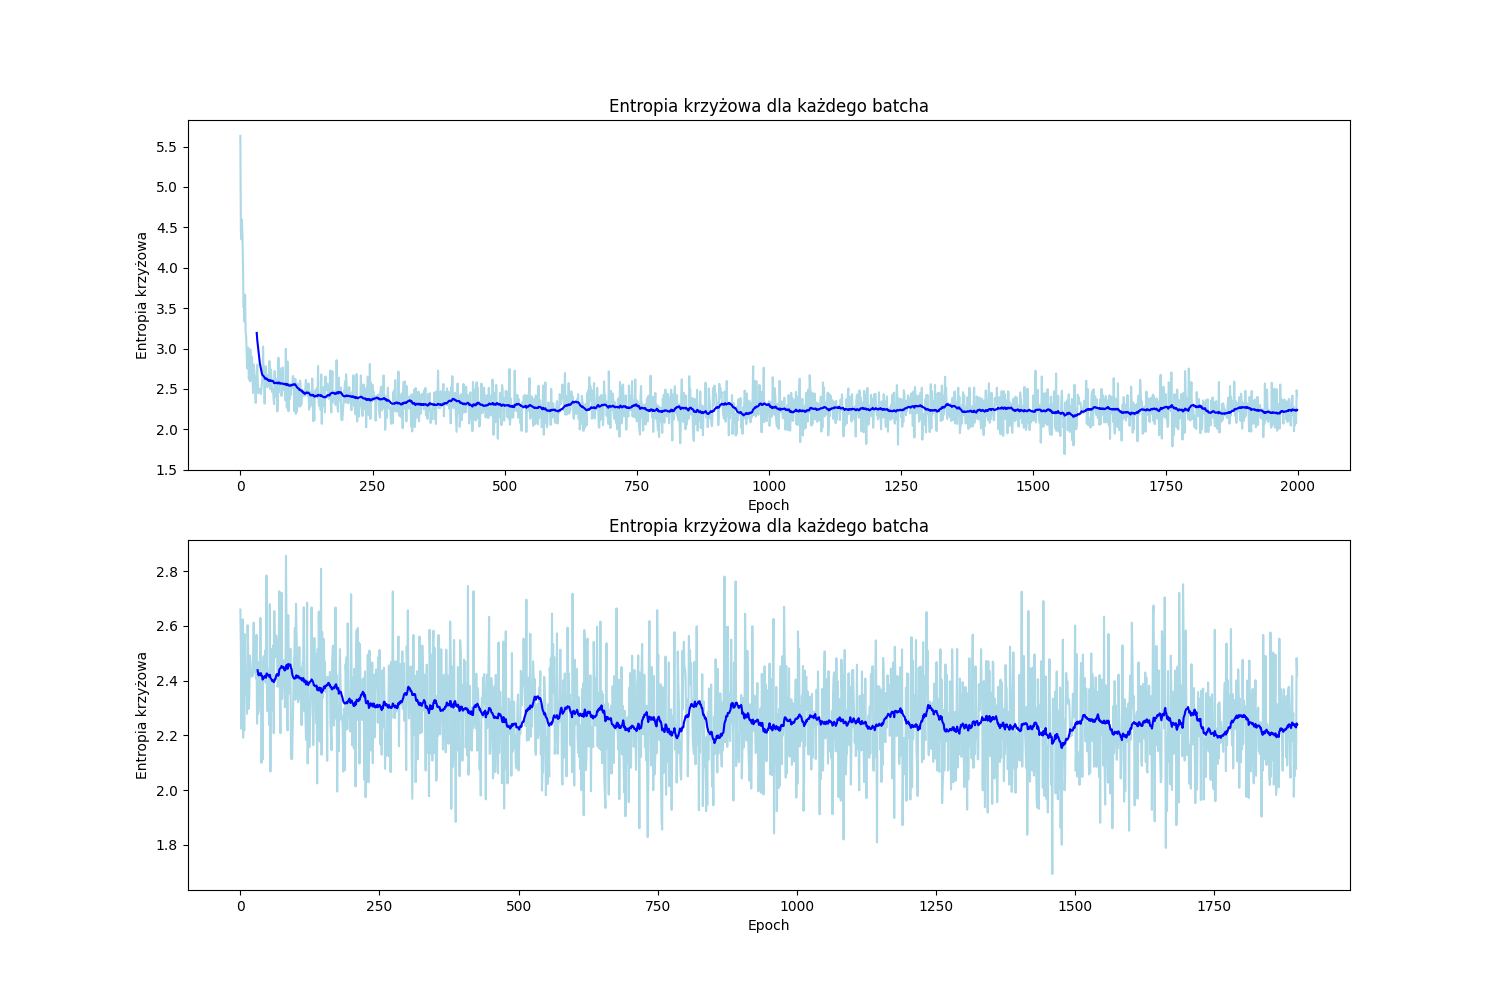 Entropia krzyżowa dla każdego batcha
Entropia krzyżowa
5.5
5.0
4.5
4.0
3.5
3.0
2.5
2.0
1.5
0 250 500 750 1000 1250 1500 1750 2000
Epoch
Entropia krzyżowa dla każdego batcha
Entropia krzyżowa
2.8
2.6
2.4
2.2
2.0
1.8
0 250 500 750 1000 1250 1500 1750
Epoch